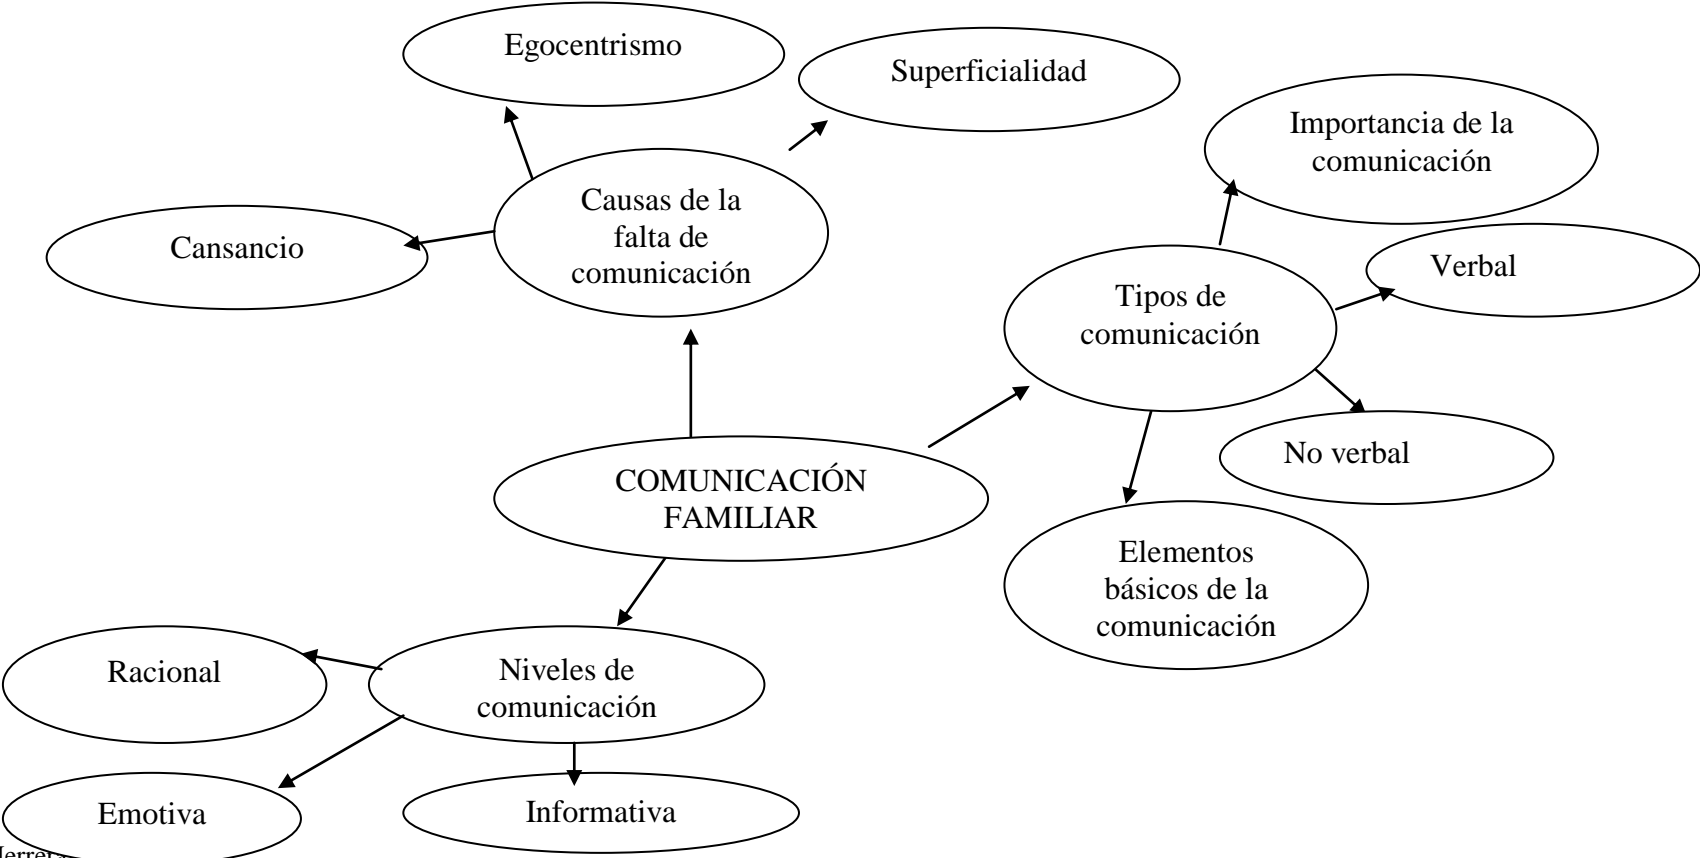 Egocentrismo
Superficialidad
Importancia de la
comunicación
Causas de la
falta de
comunicación
Cansancio
Verbal
Tipos de
comunicación
No verbal
COMUNICACIÓN
FAMILIAR
Elementos
básicos de la
comunicación
Racional
Niveles de
comunicación
Emotiva
Informativa